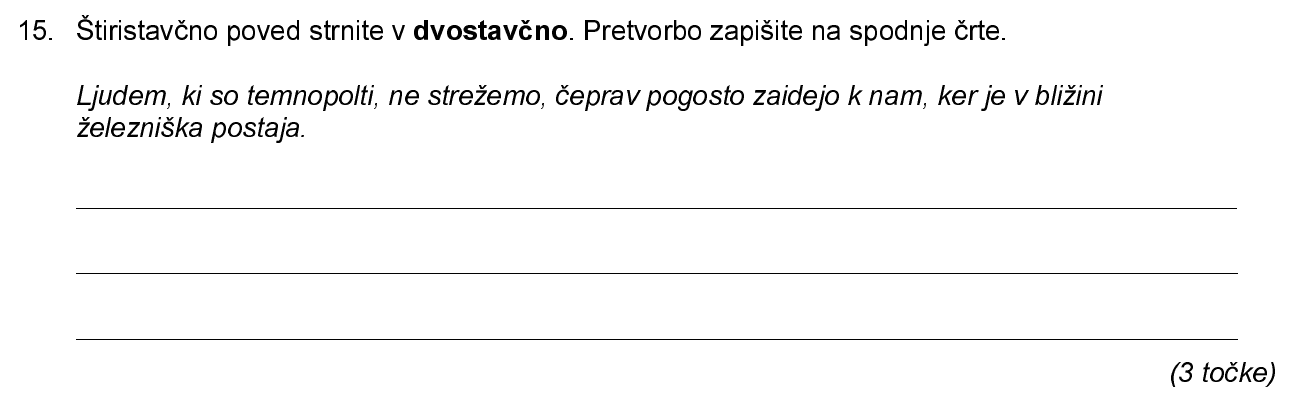 15. Štiristavčno poved strnite v dvostavčno. Pretvorbo zapišite na spodnje črte.
Ljudem, ki so temnopolti, ne strežemo, čeprav pogosto zaidejo k nam, ker je v bližini
železniška postaja.
(3 točke)